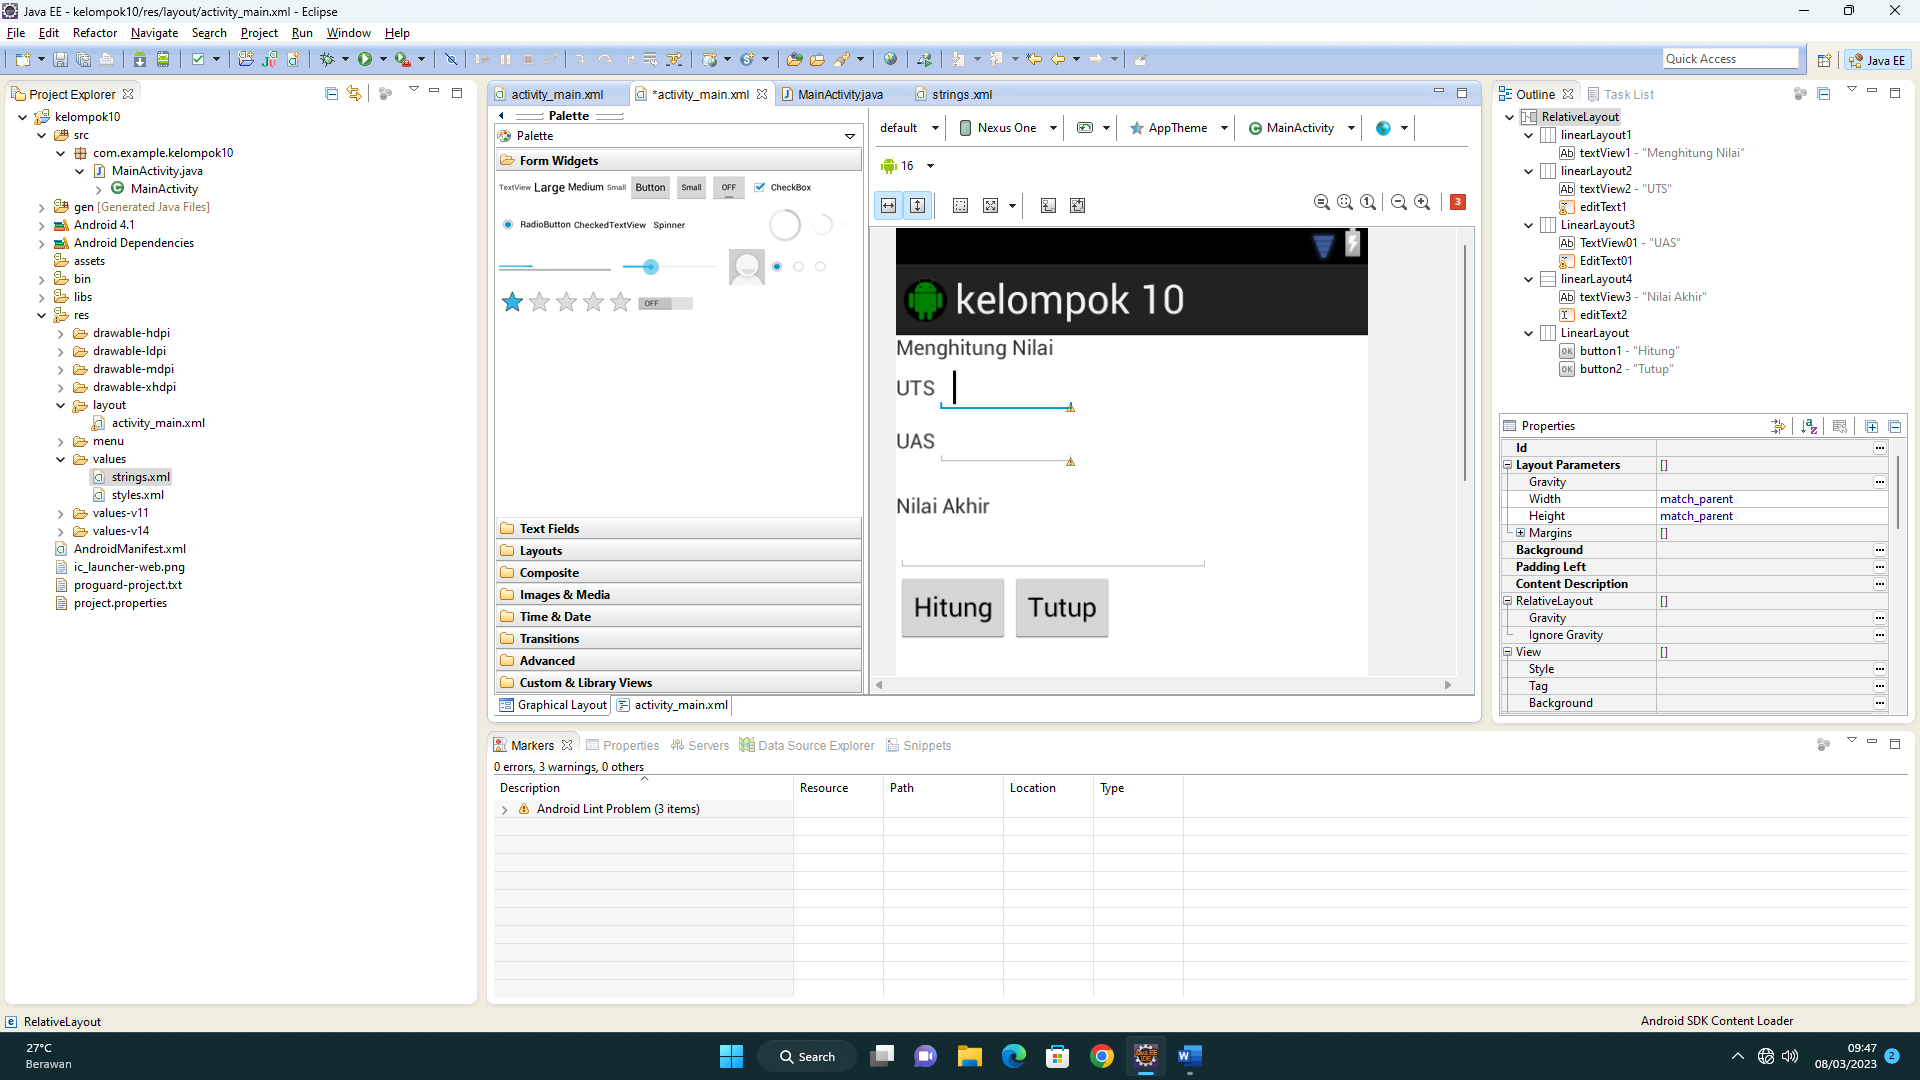 Java EE - kelompok10/res/layout/activity_main.xml - Eclipse
File Edit Refactor Navigate Search Project Run Window Help
Quick Access
Java EE
Project Explorer
kelompok10
src
com.example.kelompok10
MainActivity.java
MainActivity
gen [Generated Java Files]
Android 4.1
Android Dependencies
assets
bin
libs
res
drawable-hdpi
drawable-ldpi
drawable-mdpi
drawable-xhdpi
layout
activity_main.xml
menu
values
strings.xml
styles.xml
values-v11
values-v14
AndroidManifest.xml
ic_launcher-web.png
proguard-project.txt
project.properties
activity_main.xml *activity_main.xml MainActivity.java strings.xml
Palette
Palette
Form Widgets
TextView Large Medium Small Button Small OFF CheckBox
RadioButton CheckedTextView Spinner
OFF
Text Fields
Layouts
Composite
Images & Media
Time & Date
Transitions
Advanced
Custom & Library Views
Graphical Layout activity_main.xml
default Nexus One AppTheme MainActivity
16
1
3
kelompok 10
Menghitung Nilai
UTS
UAS
Nilai Akhir
Hitung Tutup
Outline Task List
RelativeLayout
linearLayout1
Ab textView1 - "Menghitung Nilai"
linearLayout2
Ab textView2 - "UTS"
editText1
LinearLayout3
Ab TextView01 - "UAS"
EditText01
linearLayout4
Ab textView3 - "Nilai Akhir"
editText2
LinearLayout
OK button1 - "Hitung"
OK button2 - "Tutup"
Properties
Id
Layout Parameters []
Gravity
Width match_parent
Height match_parent
Margins []
Background
Padding Left
Content Description
RelativeLayout []
Gravity
Ignore Gravity
View []
Style
Tag
Background
Markers Properties Servers Data Source Explorer Snippets
0 errors, 3 warnings, 0 others
Description Resource Path Location Type
Android Lint Problem (3 items)
RelativeLayout
Android SDK Content Loader
27°C
Berawan
Search
09:47
08/03/2023
2